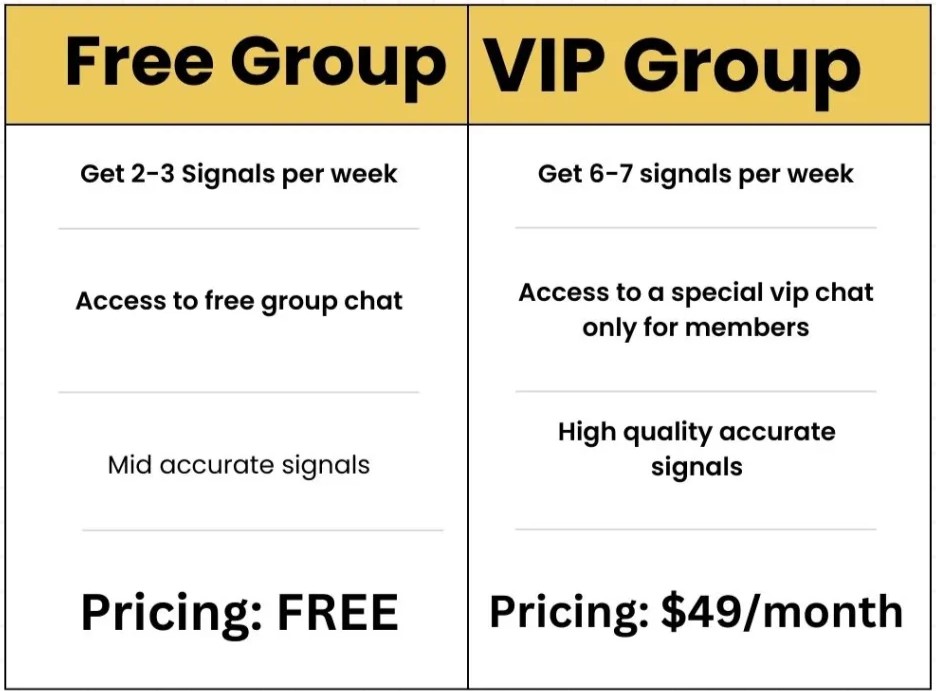 Free Group
VIP Group
Get 2-3 Signals per week
Get 6-7 signals per week
Access to free group chat
Access to a special vip chat
only for members
Mid accurate signals
High quality accurate
signals
Pricing: FREE
Pricing: $49/month